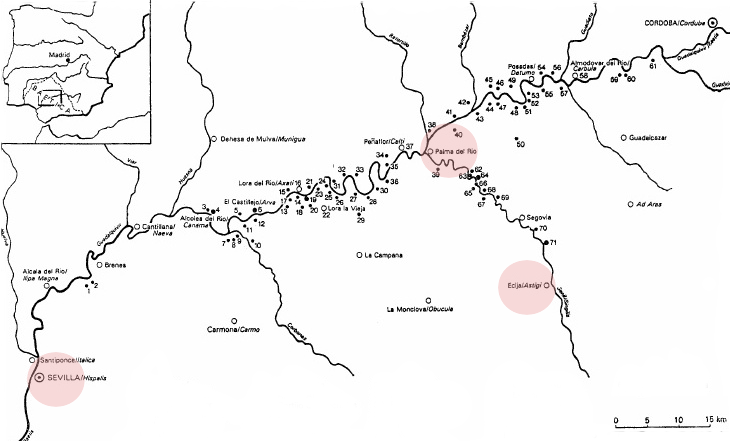 Madrid
BAETICA
CORDOBA/Corduba
Guadalquivir/Baetis
Retortillo
Bembézar
Guadiato
Posadas/
Detumo
Almodovar del Rio/
Carbula
54 56
58
59 60
61
45 46 49
55 57
53
52
51
48
44 47
42
43
41
40
38
50
Guadalcazar
Peñaflor/Celti
37
Palma del Rio
39
34
35
36
62
63 64
66
65
68
67
69
Ad Aras
Dehesa de Mulva/Munigua
Viar
Huesna
32 33
Lora del Rio/Axati
16
15
21 24
31
30
17
14
23
25
26
27
28
19
20
18
13
Lora la Vieja
22
29
El Castillejo/Arva
3 4
5 6
12
11
Alcolea del Rio/
Canama
7 8 9 10
Segovia
70
71
Cantillana/
Naeva
Guadalquivir
Brenes
Alcala del Rio/
Ilipa Magna
1 2
La Campana
Ecija/Astigi
La Monclova/Obucula
Carmona/Carmo
Corbones
Santiponce/Italica
SEVILLA/Hispalis
0 5 10 15 km